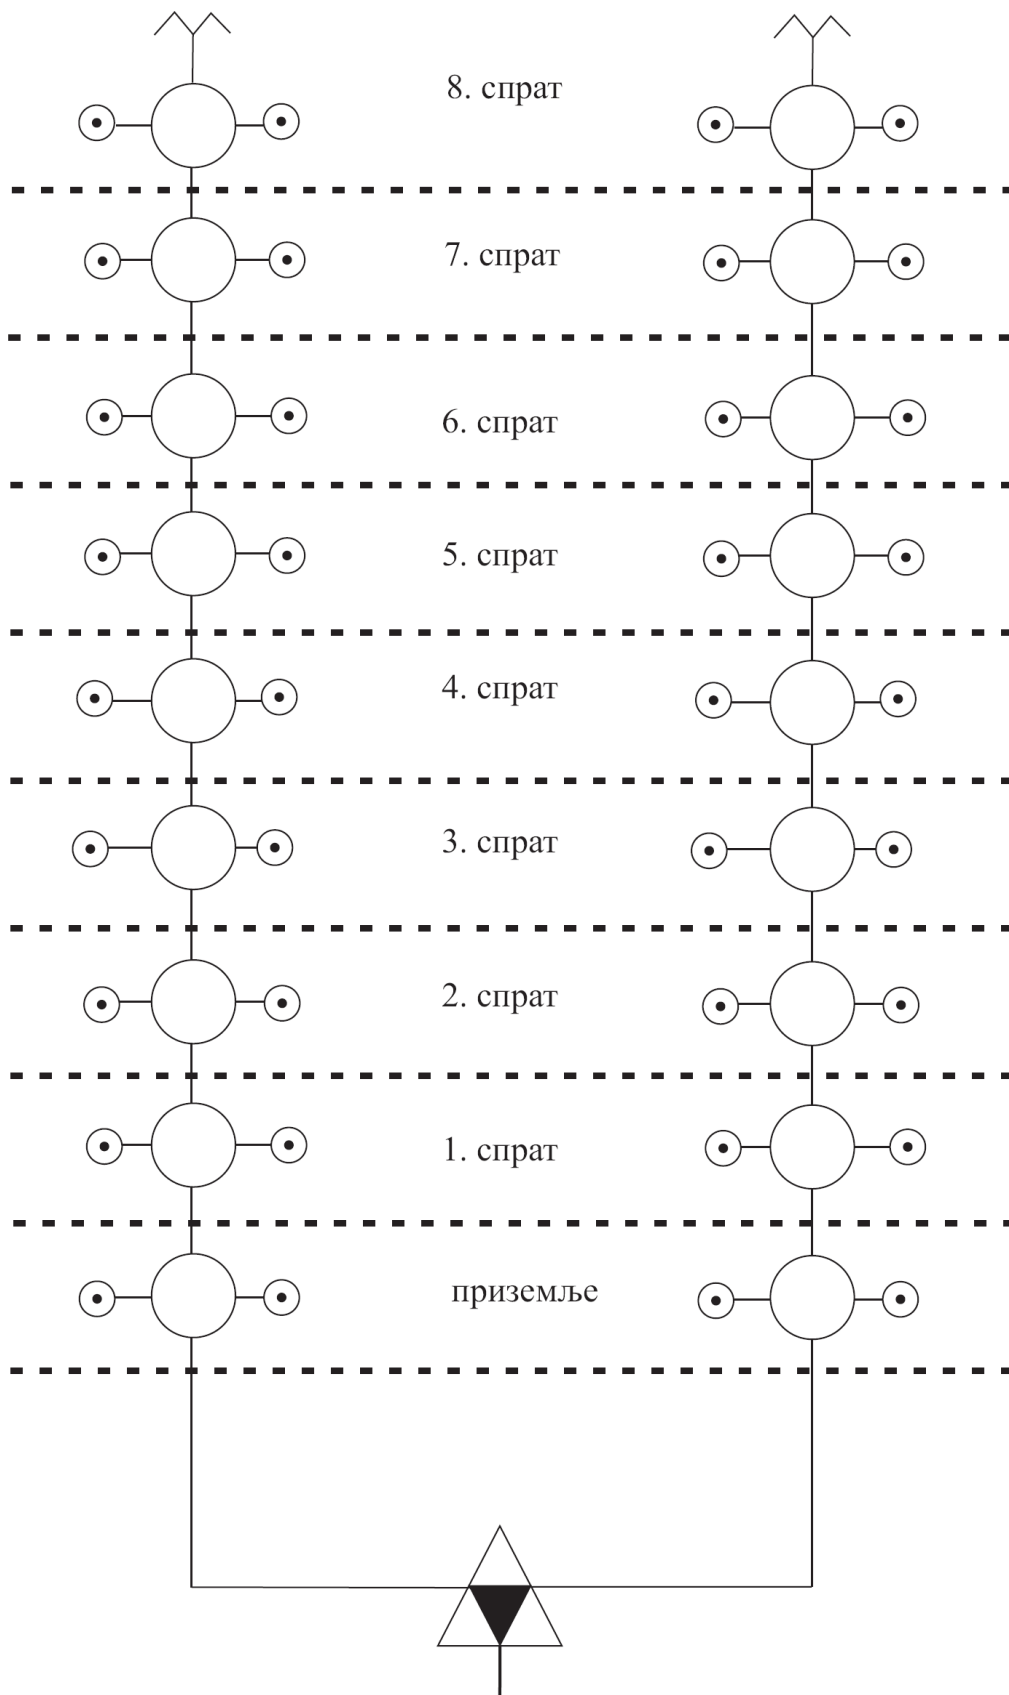 8. спрат
7. спрат
6. спрат
5. спрат
4. спрат
3. спрат
2. спрат
1. спрат
приземље